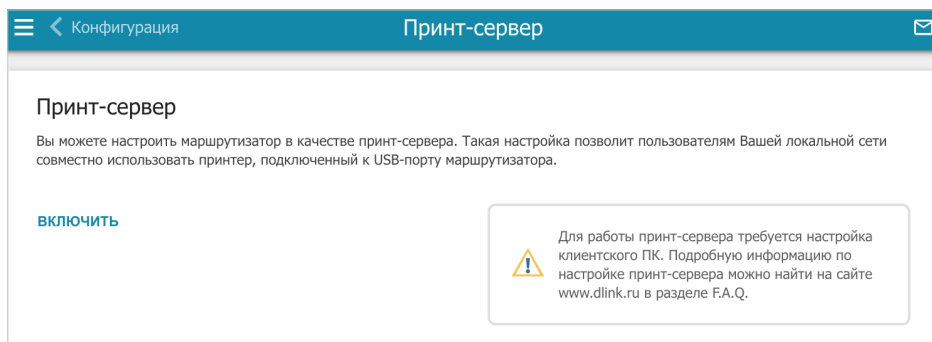 Конфигурация
Принт-сервер
Принт-сервер
Вы можете настроить маршрутизатор в качестве принт-сервера. Такая настройка позволит пользователям Вашей локальной сети
совместно использовать принтер, подключенный к USB-порту маршрутизатора.
ВКЛЮЧИТЬ
Для работы принт-сервера требуется настройка
клиентского ПК. Подробную информацию по
настройке принт-сервера можно найти на сайте
www.dlink.ru в разделе F.A.Q.